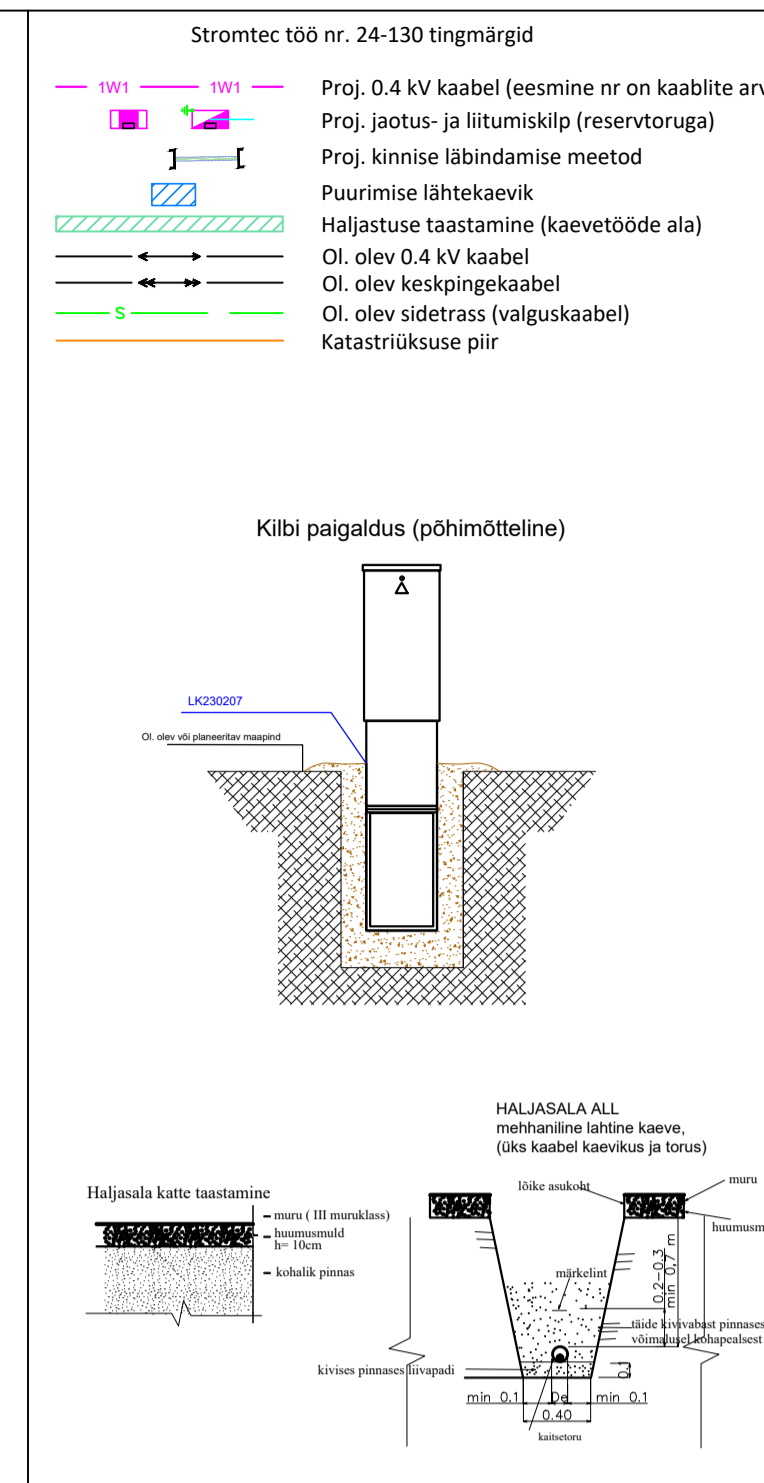 Stromtec töö nr. 24-130 tingmärgid
1W1 1W1 Proj. 0.4 kV kaabel (eesmine nr on kaablite arv
Proj. jaotus- ja liitumiskilp (reservtoruga)
Proj. kinnise läbindamise meetod
Puurimise lähtekaevik
Haljastuse taastamine (kaevetööde ala)
Ol. olev 0.4 kV kaabel
Ol. olev keskpingekaabel
S Ol. olev sidetrass (valguskaabel)
Katastriüksuse piir
Kilbi paigaldus (põhimõtteline)
LK230207
Ol. olev või planeeritav maapind
Haljasala katte taastamine
muru ( III muruklass)
huumusmuld
h= 10cm
kohalik pinnas
HALJASALA ALL
mehhaniline lahtine kaeve,
(üks kaabel kaevikus ja torus)
lõike asukoht
muru
huumusm
märkelint
0.2-0.3
min 0,7 m
täide kivivabast pinnases
võimalusel kohapealsest
kivises pinnases liivapadi
0.1
min 0.1 De min 0.1
0.40
kaitsetoru